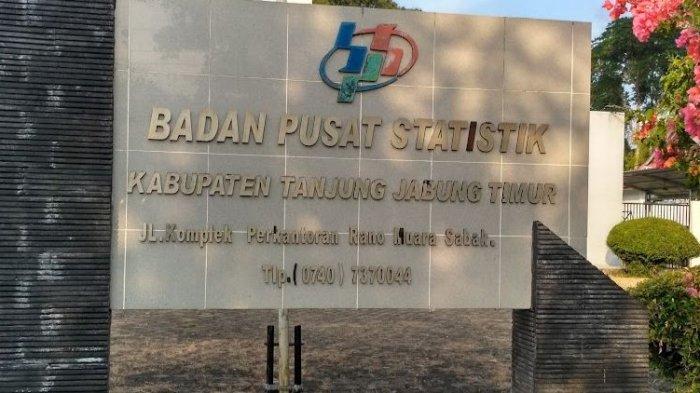 BADAN PUSAT STATISTIK
KABUPATEN TANJUNG JABUNG TIMUR
JL.Komplek Perkantoran Rano Muara Sabak.
Tlp.(0740) 7370044